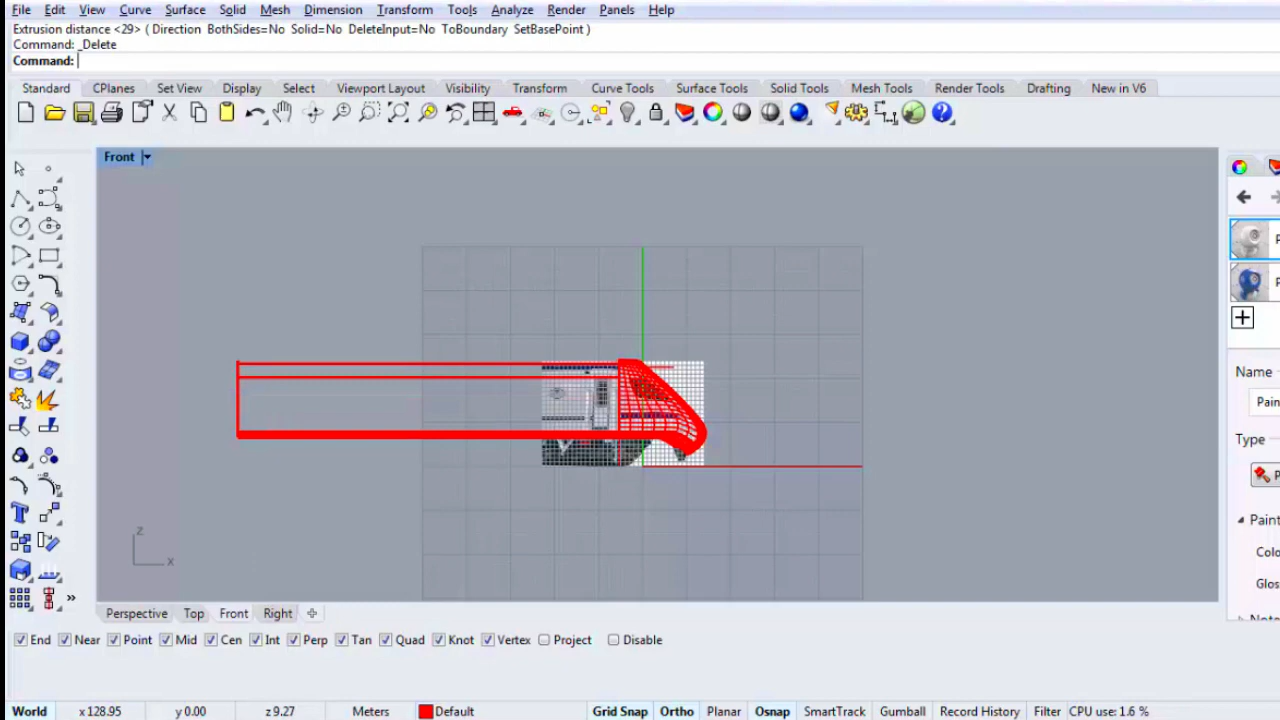 File Edit View Curve Surface Solid Mesh Dimension Transform Tools Analyze Render Panels Help
Extrusion distance <29> ( Direction BothSides=No Solid=No DeleteInput=No ToBoundary SetBasePoint )
Command: _Delete
Command:
Standard CPlanes Set View Display Select Viewport Layout Visibility Transform Curve Tools Surface Tools Solid Tools Mesh Tools Render Tools Drafting New in V6
Front
Name
Pain
Type
P
Paint
Colo
Glos
z
x
Perspective Top Front Right
End Near Point Mid Cen Int Perp Tan Quad Knot Vertex Project Disable
World x 128.95 y 0.00 z 9.27 Meters Default Grid Snap Ortho Planar Osnap SmartTrack Gumball Record History Filter CPU use: 1.6 %